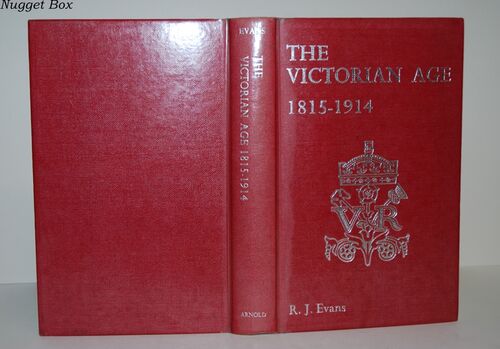 Nugget Box
EVANS
THE
VICTORIAN AGE 1815-1914
ARNOLD
THE
VICTORIAN AGE
1815-1914
VR
R. J. Evans